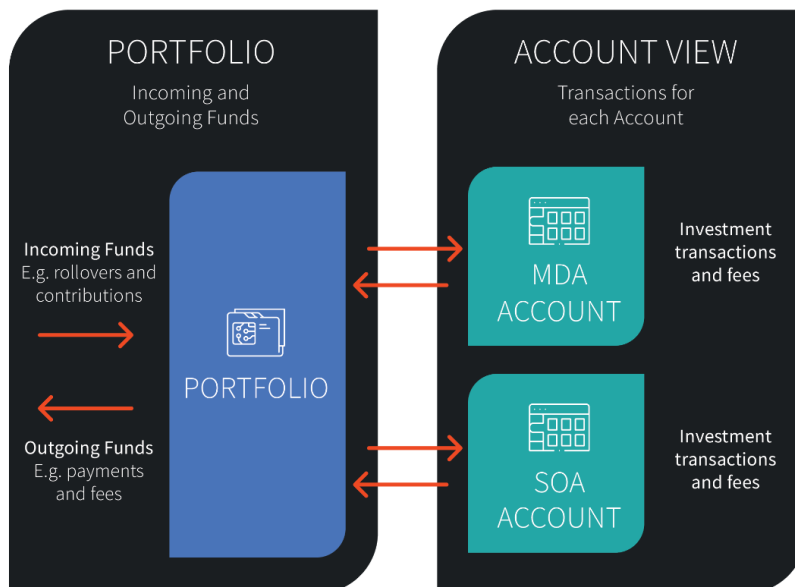 PORTFOLIO
Incoming and
Outgoing Funds
Incoming Funds
E.g. rollovers and
contributions
PORTFOLIO
Outgoing Funds
E.g. payments
and fees
ACCOUNT VIEW
Transactions for
each Account
MDA
ACCOUNT
Investment
transactions
and fees
SOA
ACCOUNT
Investment
transactions
and fees